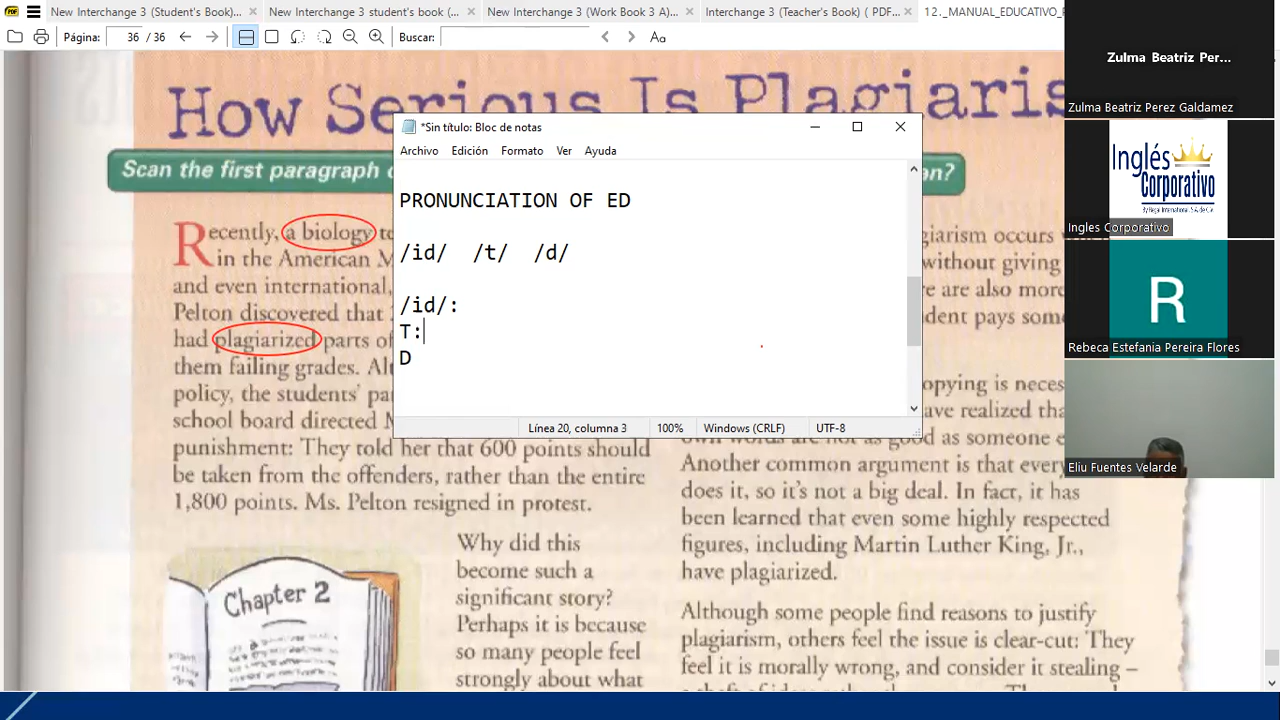 New Interchange 3 (Student's Book)...
New Interchange 3 student's book (...
New Interchange 3 (Work Book 3 A)...
Interchange 3 (Teacher's Book) ( PDF...
12._MANUAL_EDUCATIVO_
Página: 36 / 36
Buscar:
Aa
How Serious Is Plagiaris
Scan the first paragraph
an?
Recently, a biology
in the American M
and even international,
Pelton discovered that
had plagiarized parts of
them failing grades. Al
policy, the students' pa
school board directed M
punishment: They told her that 600 points should
be taken from the offenders, rather than the entire
1,800 points. Ms. Pelton resigned in protest.
Chapter 2
Why did this
become such a
significant story?
Perhaps it is because
so many people feel
strongly about what
giarism occurs
without giving
re are also more
dent pays som
opying is neces
ave realized tha
own words are not as good as someone e
Another common argument is that every
does it, so it's not a big deal. In fact, it has
been learned that even some highly respected
figures, including Martin Luther King, Jr.,
have plagiarized.
Although some people find reasons to justify
plagiarism, others feel the issue is clear-cut: They
feel it is morally wrong, and consider it stealing –
*Sin título: Bloc de notas
Archivo Edición Formato Ver Ayuda
PRONUNCIATION OF ED
/id/ /t/ /d/
/id/:
T:
D
Línea 20, columna 3 100% Windows (CRLF) UTF-8
Zulma Beatriz Per...
Zulma Beatriz Perez Galdamez
Inglés
Corporativo
Ingles Corporativo
R
Rebeca Estefania Pereira Flores
Eliu Fuentes Velarde